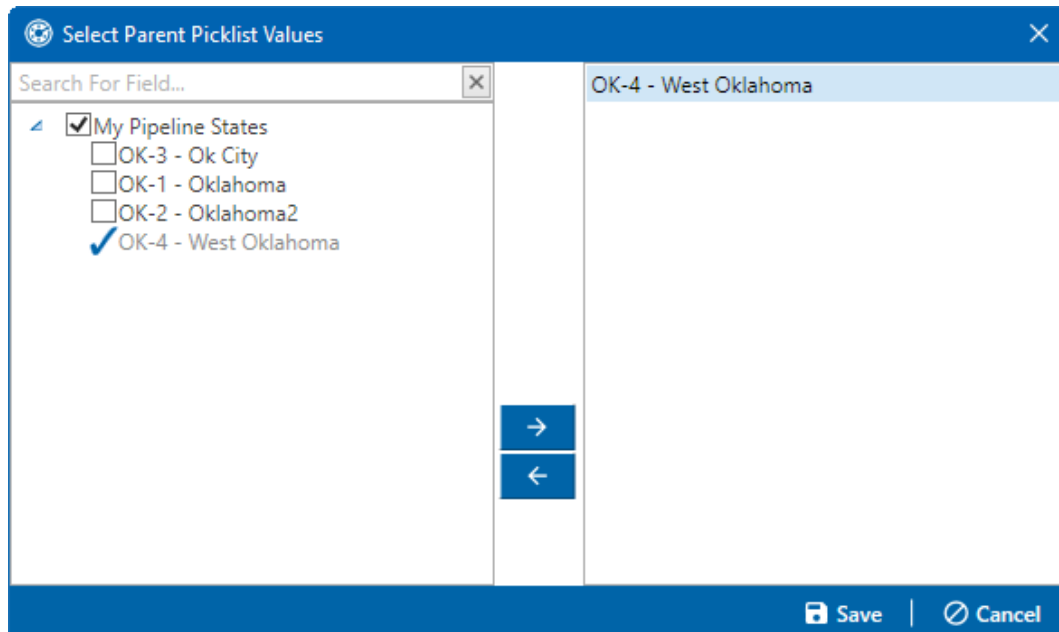 Select Parent Picklist Values
Search For Field...
My Pipeline States
OK-3 - Ok City
OK-1 - Oklahoma
OK-2 - Oklahoma2
OK-4 - West Oklahoma
OK-4 - West Oklahoma
Save
Cancel